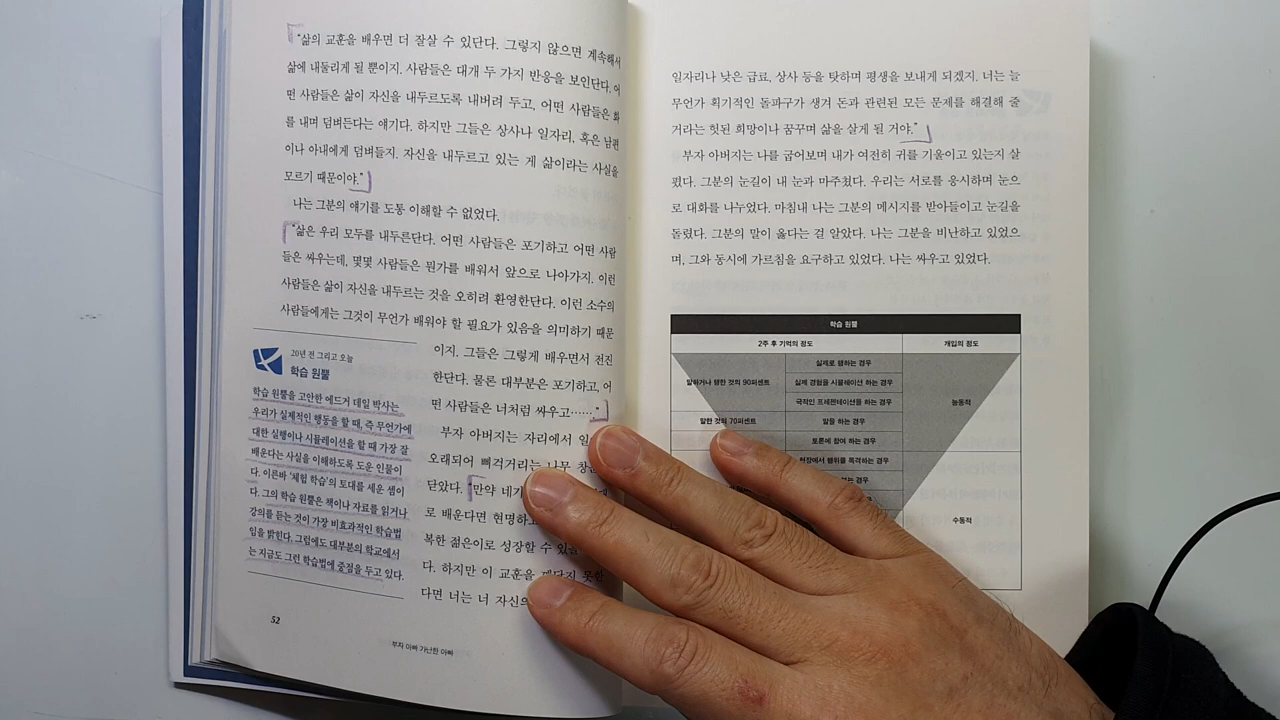 “삶의 교훈을 배우면 더 잘살 수 있단다. 그렇지 않으면 계속해서
삶에 내둘리게 될 뿐이지. 사람들은 대개 두 가지 반응을 보인단다. 어
떤 사람들은 삶이 자신을 내두르도록 내버려 두고, 어떤 사람들은 화
를 내며 덤벼든다는 얘기다. 하지만 그들은 상사나 일자리, 혹은 남편
이나 아내에게 덤벼들지. 자신을 내두르고 있는 게 삶이라는 사실을
모르기 때문이야.”
나는 그분의 얘기를 도통 이해할 수 없었다.
“삶은 우리 모두를 내두른단다. 어떤 사람들은 포기하고 어떤 사람
들은 싸우는데, 몇몇 사람들은 뭔가를 배워서 앞으로 나아가지. 이런
사람들은 삶이 자신을 내두르는 것을 오히려 환영한단다. 이런 소수의
사람들에게는 그것이 무언가 배워야 할 필요가 있음을 의미하기 때문
이지. 그들은 그렇게 배우면서 전진
한단다. 물론 대부분은 포기하고, 어
떤 사람들은 너처럼 싸우고……”
부자 아버지는 자리에서
오래되어 삐걱거리는 나무
닫았다. “만약 네가
로 배운다면
복한 젊은이로 성장할 수
다. 하지만 이 교훈을 깨닫지 못한
다면 너는 너 자신의
20년 전 그리고 오늘
학습 원뿔
학습 원뿔을 고안한 에드거 데일 박사는
우리가 실제적인 행동을 할 때, 즉 무언가에
대한 실행이나 시뮬레이션을 할 때 가장 잘
배운다는 사실을 이해하도록 도운 인물이
다. 이른바 ‘체험 학습’의 토대를 세운 셈이
다. 그의 학습 원뿔은 책이나 자료를 읽거나
강의를 듣는 것이 가장 비효과적인 학습법
임을 밝힌다. 그럼에도 대부분의 학교에서
는 지금도 그런 학습법에 중점을 두고 있다.
52
부자 아빠 가난한 아빠
일자리나 낮은 급료, 상사 등을 탓하며 평생을 보내게 되겠지. 너는 늘
무언가 획기적인 돌파구가 생겨 돈과 관련된 모든 문제를 해결해 줄
거라는 헛된 희망이나 꿈꾸며 삶을 살게 될 거야.”
부자 아버지는 나를 굽어보며 내가 여전히 귀를 기울이고 있는지 살
폈다. 그분의 눈길이 내 눈과 마주쳤다. 우리는 서로를 응시하며 눈으
로 대화를 나누었다. 마침내 나는 그분의 메시지를 받아들이고 눈길을
돌렸다. 그분의 말이 옳다는 걸 알았다. 나는 그분을 비난하고 있었으
며, 그와 동시에 가르침을 요구하고 있었다. 나는 싸우고 있었다.
학습 원뿔
2주 후 기억의 정도 개입의 정도
말하거나 행한 것의 90퍼센트
실제로 행하는 경우
실제 경험을 시뮬레이션 하는 경우
극적인 프레젠테이션을 하는 경우
능동적
말한 것의 70퍼센트
말을 하는 경우
토론에 참여 하는 경우
현장에서 행위를 목격하는 경우
는 경우
경우
수동적